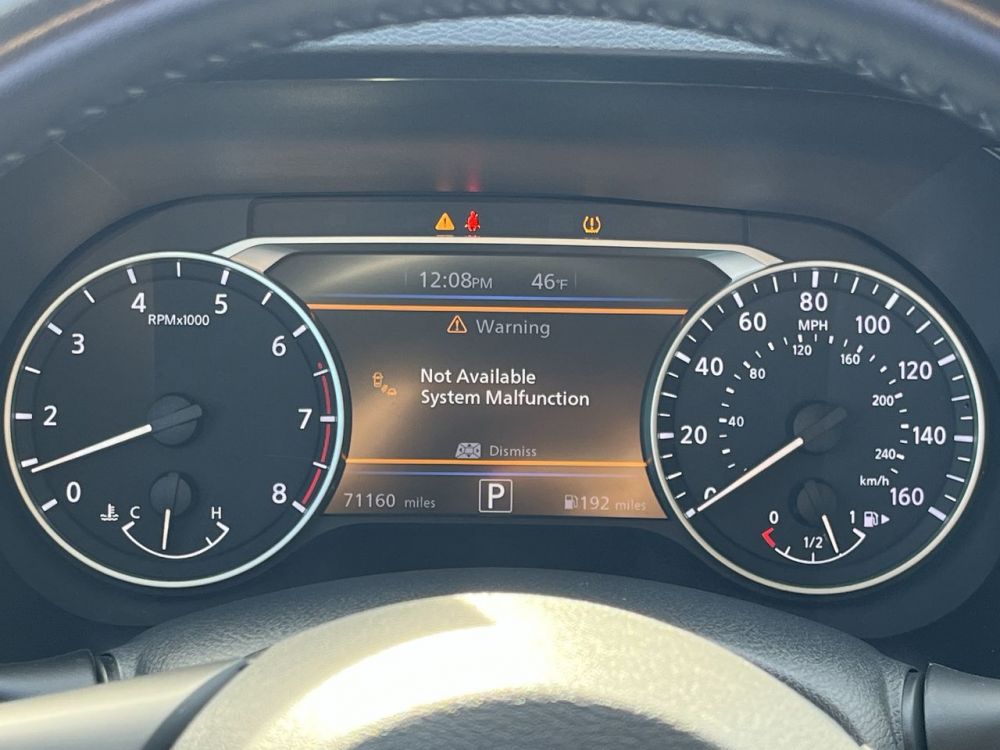 12:08PM 46°F
Warning
Not Available
System Malfunction
Dismiss
71160 miles
P
192 miles
0
2
3
4
5
6
7
8
RPMx1000
C H
0
20
40
60
80
100
120
140
160
MPH
40
80
120
160
200
240
km/h
0 1/2 1